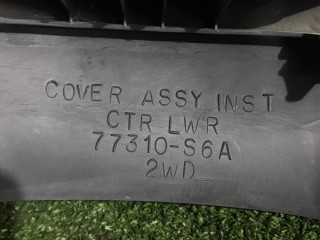 COVER ASSY INST
CTR LWR
77310-S6A
2WD